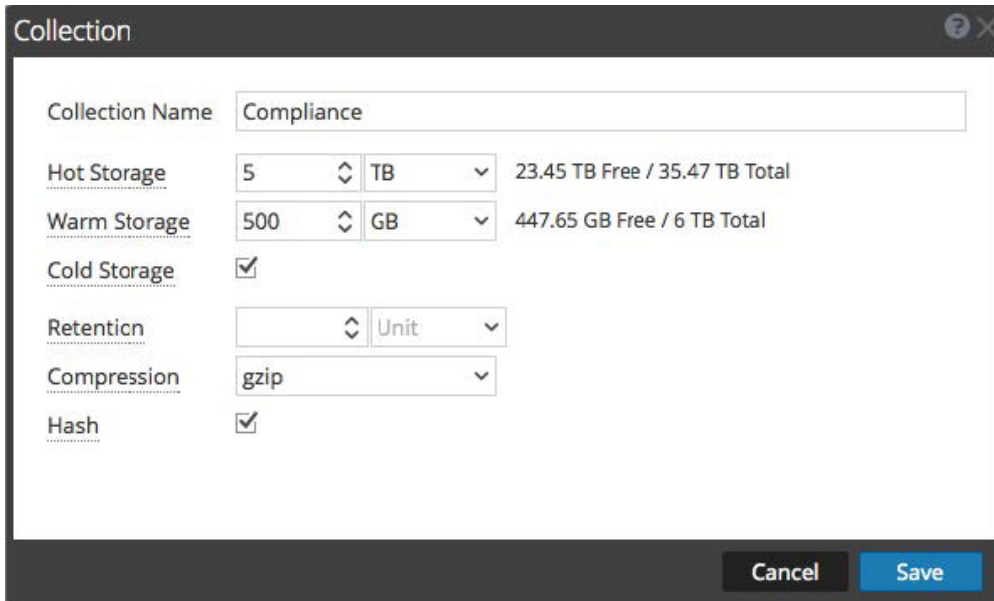 Collection
Collection Name Compliance
Hot Storage 5 TB 23.45 TB Free / 35.47 TB Total
Warm Storage 500 GB 447.65 GB Free / 6 TB Total
Cold Storage
Retention Unit
Compression gzip
Hash
Cancel Save